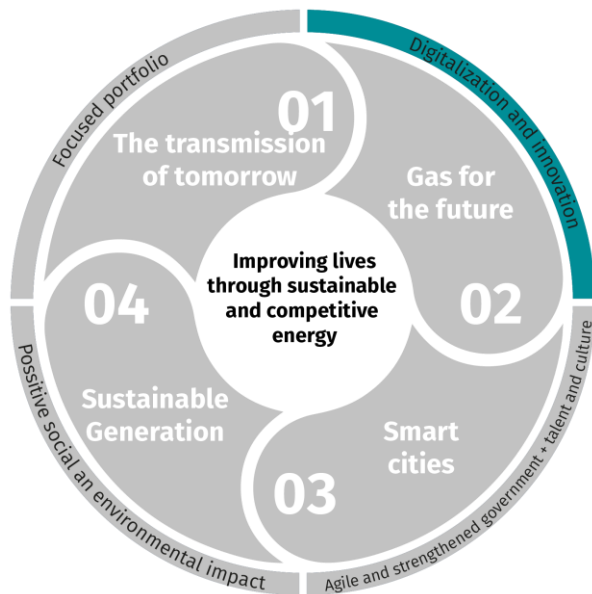 Focused portfolio
Digitalization and innovation
01
The transmission
of tomorrow
Gas for
the future
Improving lives
through sustainable
and competitive
energy
04
02
Sustainable
Generation
Smart
cities
03
Possitive social an environmental impact
Agile and strengthened government + talent and culture